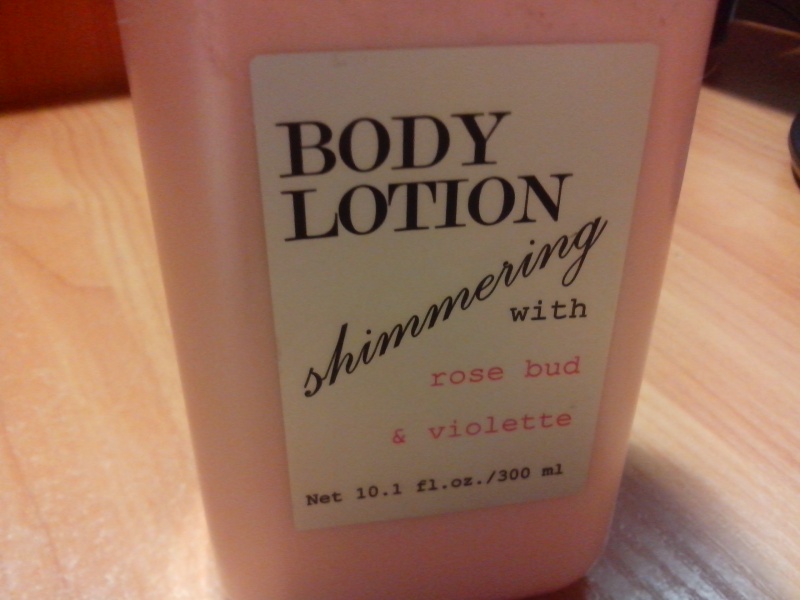 BODY
LOTION
shimmering
with
rose bud
& violette
Net 10.1 fl.oz./300 ml